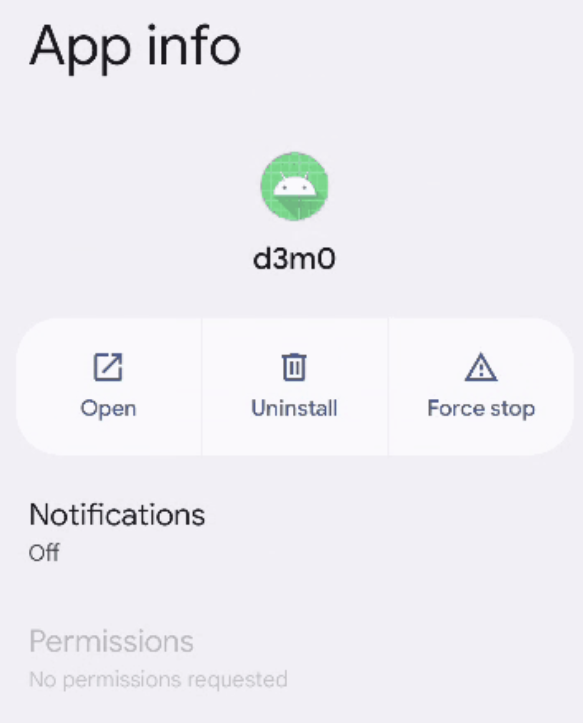 App info
d3m0
Open
Uninstall
Force stop
Notifications
Off
Permissions
No permissions requested